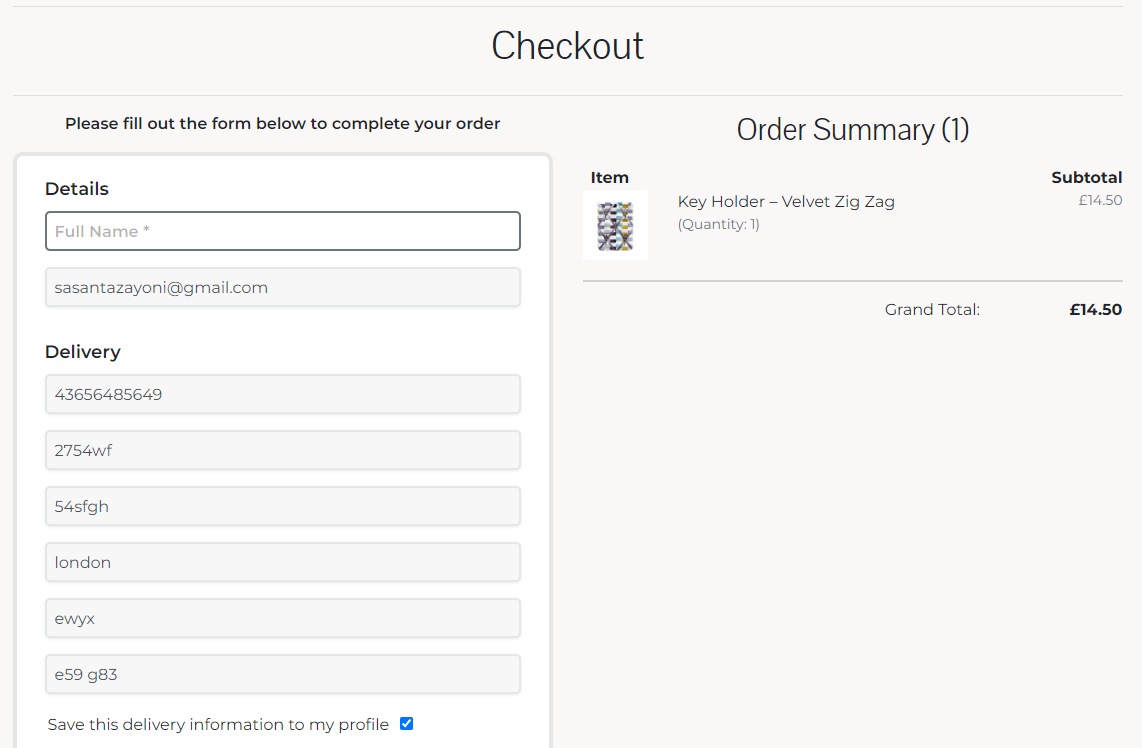 Checkout
Please fill out the form below to complete your order
Details
Full Name *
sasantazayoni@gmail.com
Delivery
43656485649
2754wf
54sfgh
london
ewyx
e59 g83
Save this delivery information to my profile
Order Summary (1)
Item Subtotal
Key Holder – Velvet Zig Zag £14.50
(Quantity: 1)
Grand Total: £14.50